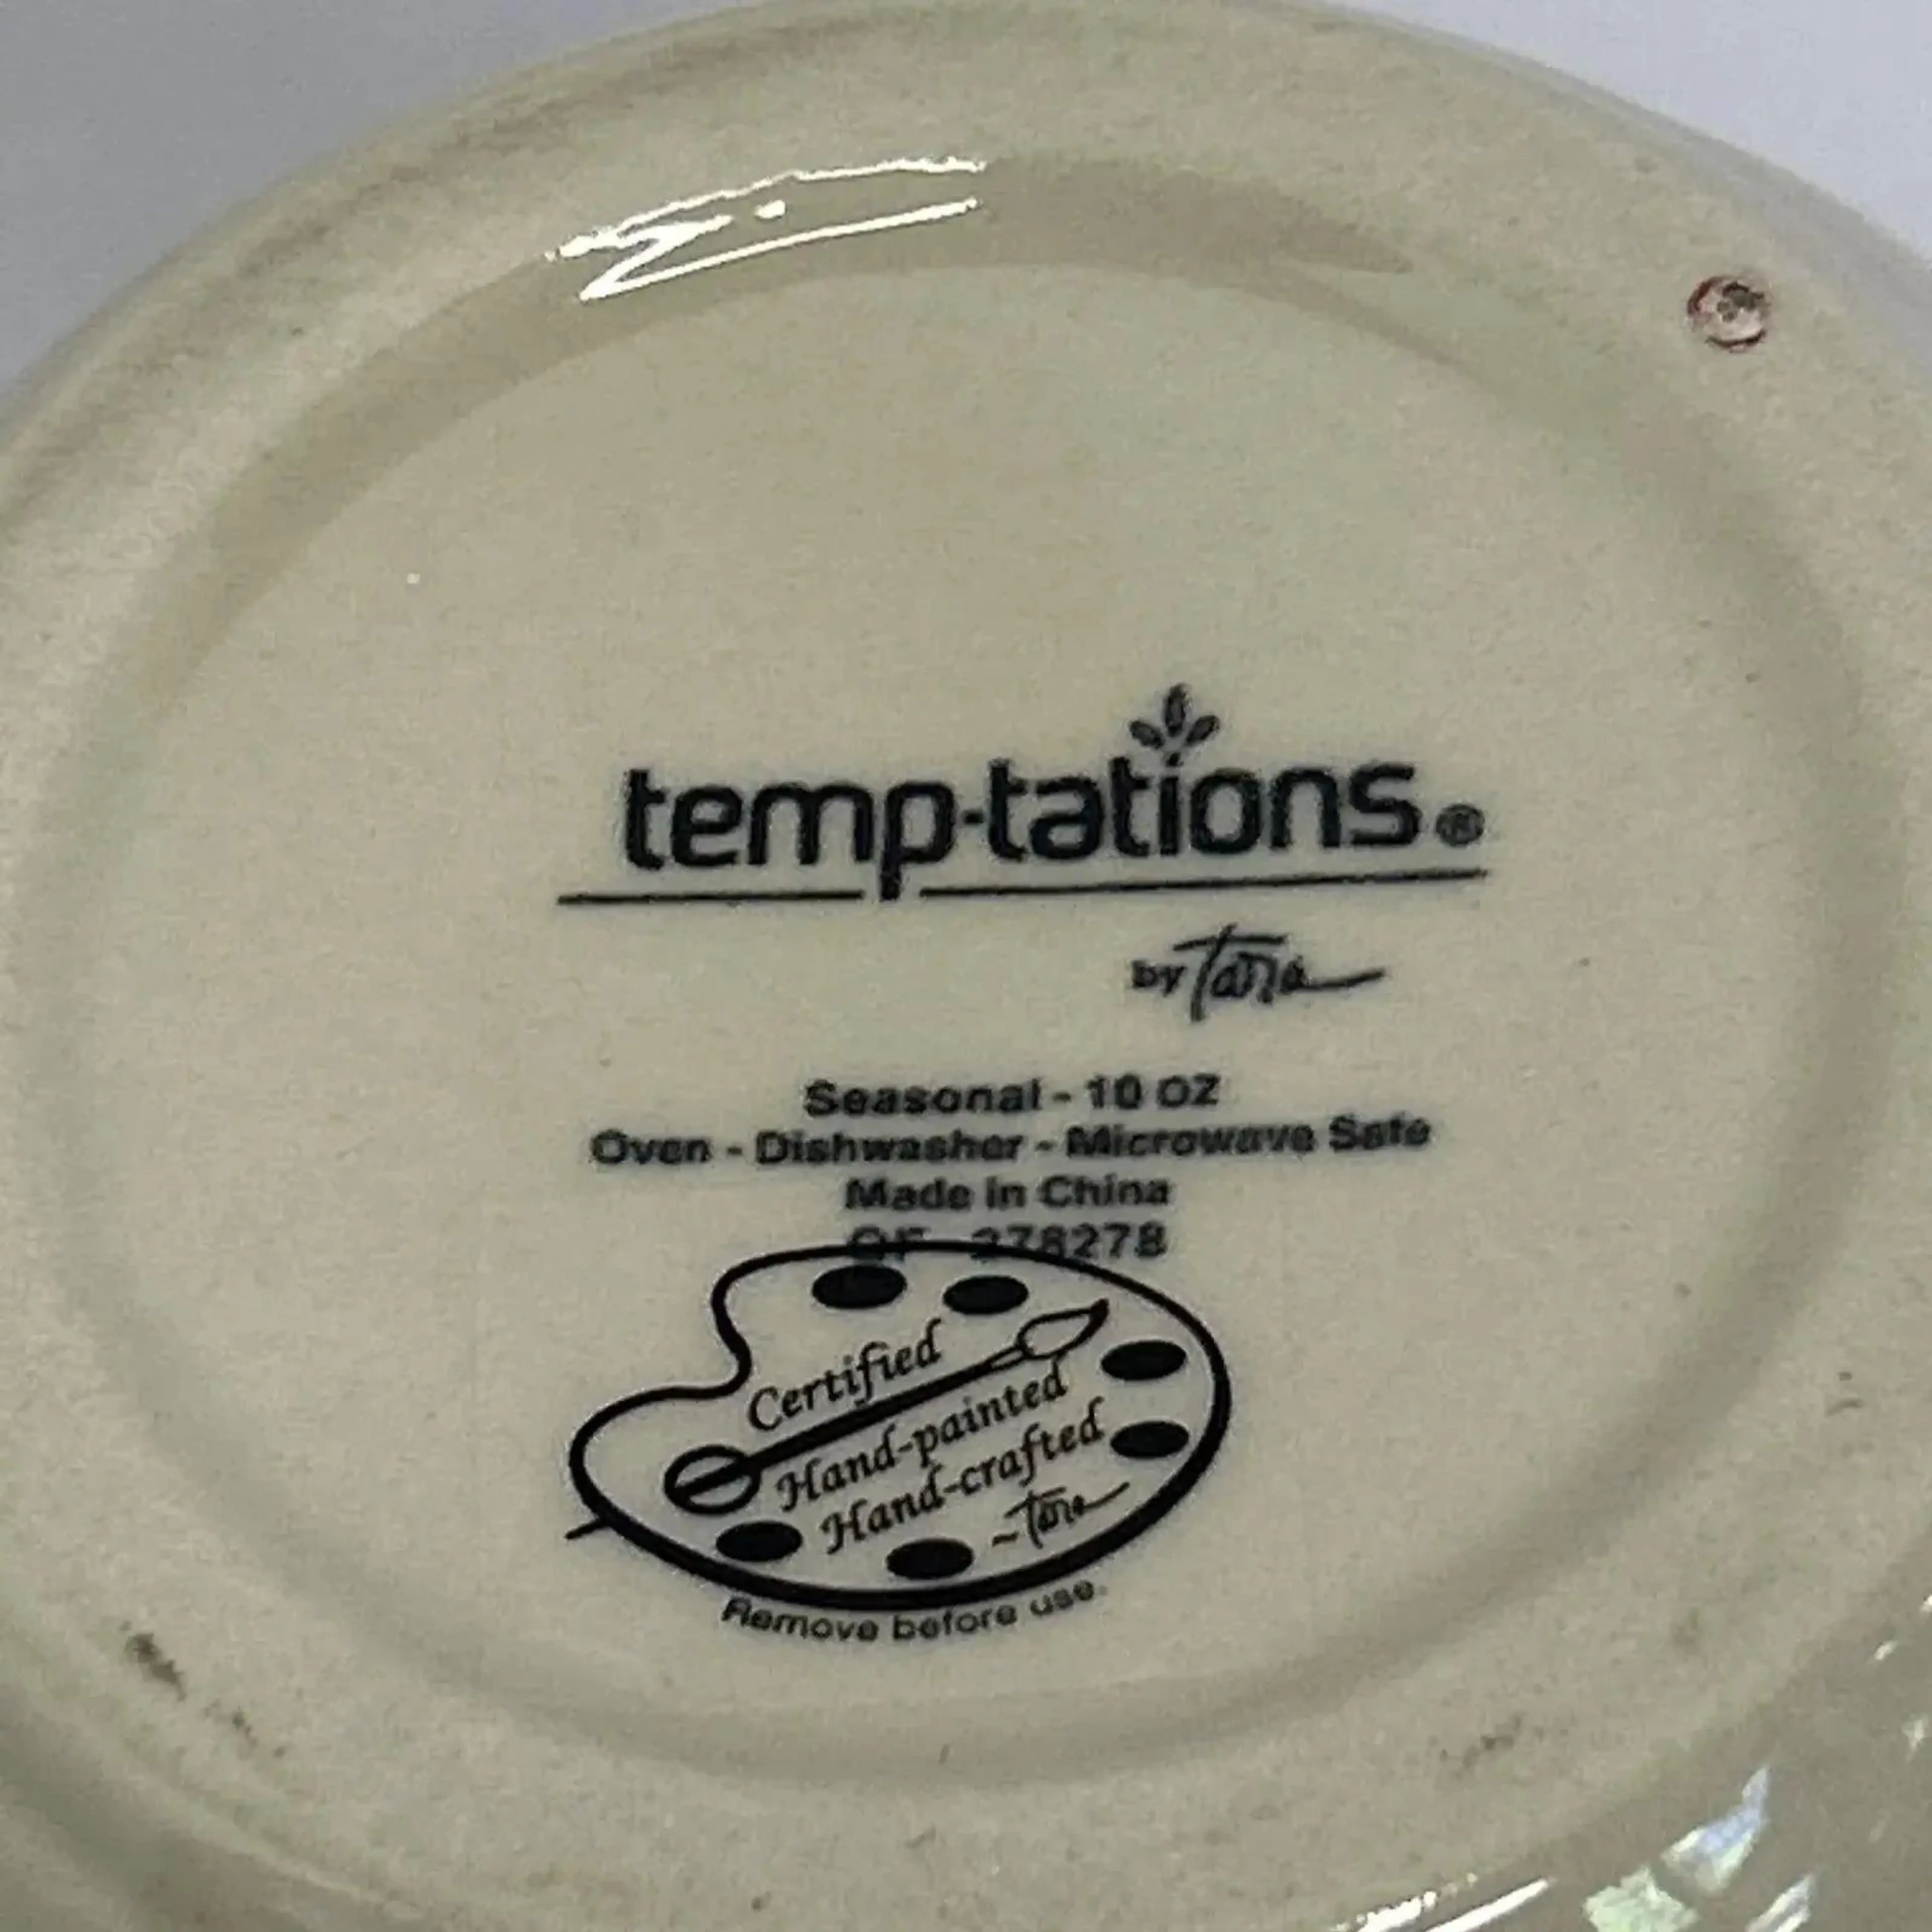 temp-tations®
by Tara
Seasonal - 10 oz
Oven - Dishwasher - Microwave Safe
Made in China
378278
Certified
Hand-painted
Hand-crafted
~Tara
Remove before use.